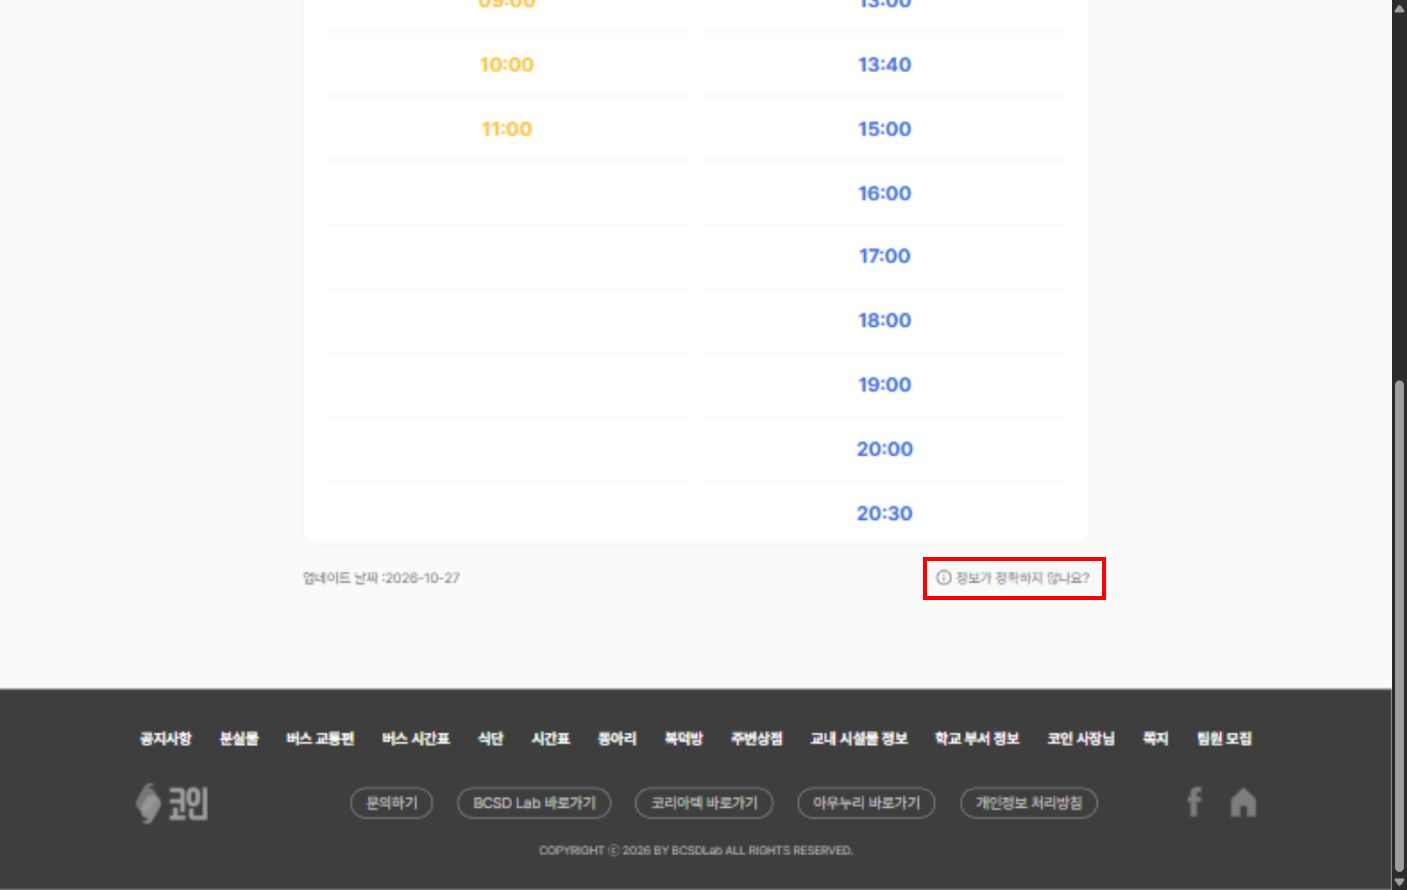 09:00 13:00
10:00 13:40
11:00 15:00
16:00
17:00
18:00
19:00
20:00
20:30
업데이트 날짜 :2026-10-27 정보가 정확하지 않나요?
공지사항 분실물 버스 교통편 버스 시간표 식단 시간표 동아리 복덕방 주변상점 교내 시설물 정보 학교 부서 정보 코인 사장님 쪽지 팀원 모집
코인 문의하기 BCSD Lab 바로가기 코리아텍 바로가기 아우누리 바로가기 개인정보 처리방침
COPYRIGHT ⓒ 2026 BY BCSDLab ALL RIGHTS RESERVED.